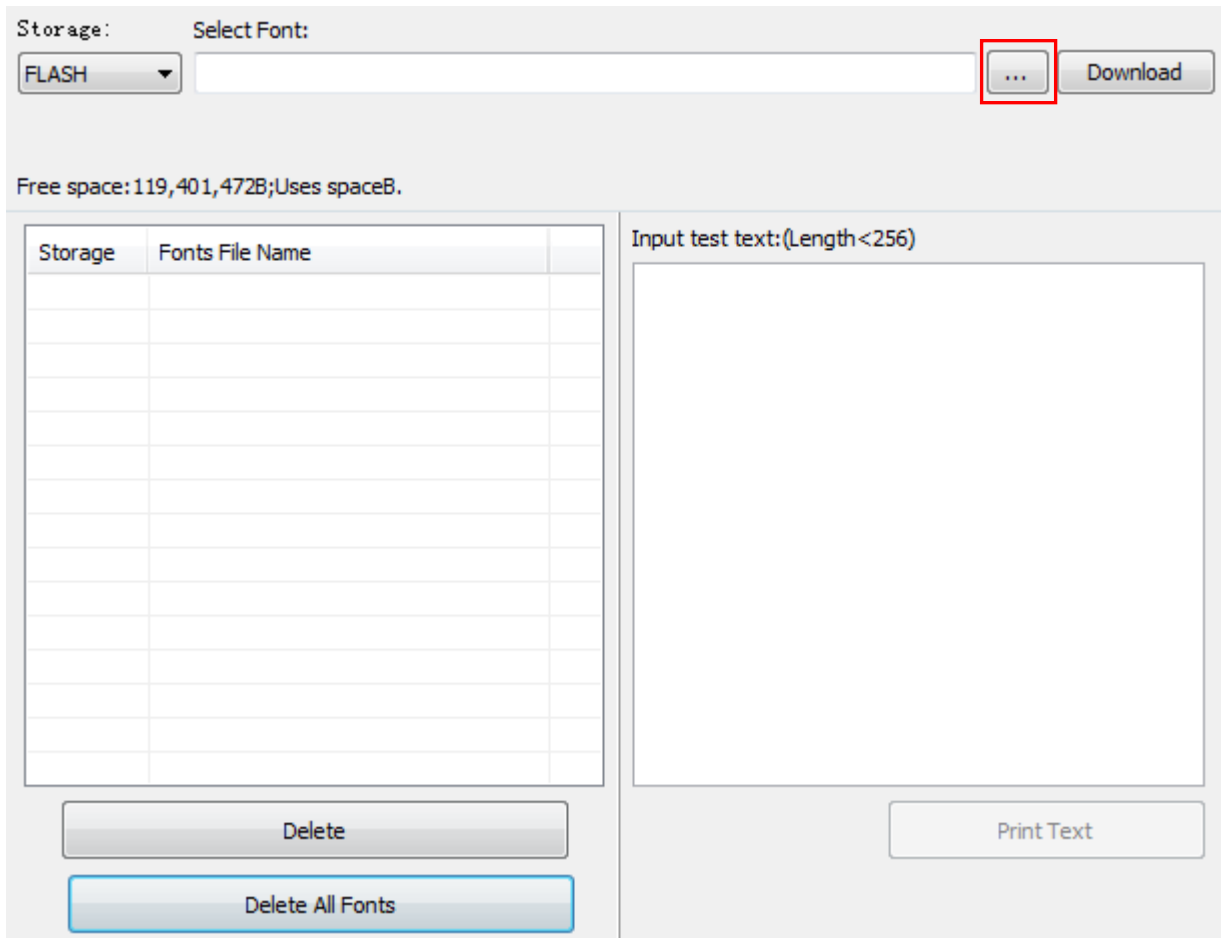 Storage: Select Font:
FLASH ... Download
Free space:119,401,472B;Uses spaceB.
Storage Fonts File Name
Input test text:(Length<256)
Delete
Print Text
Delete All Fonts